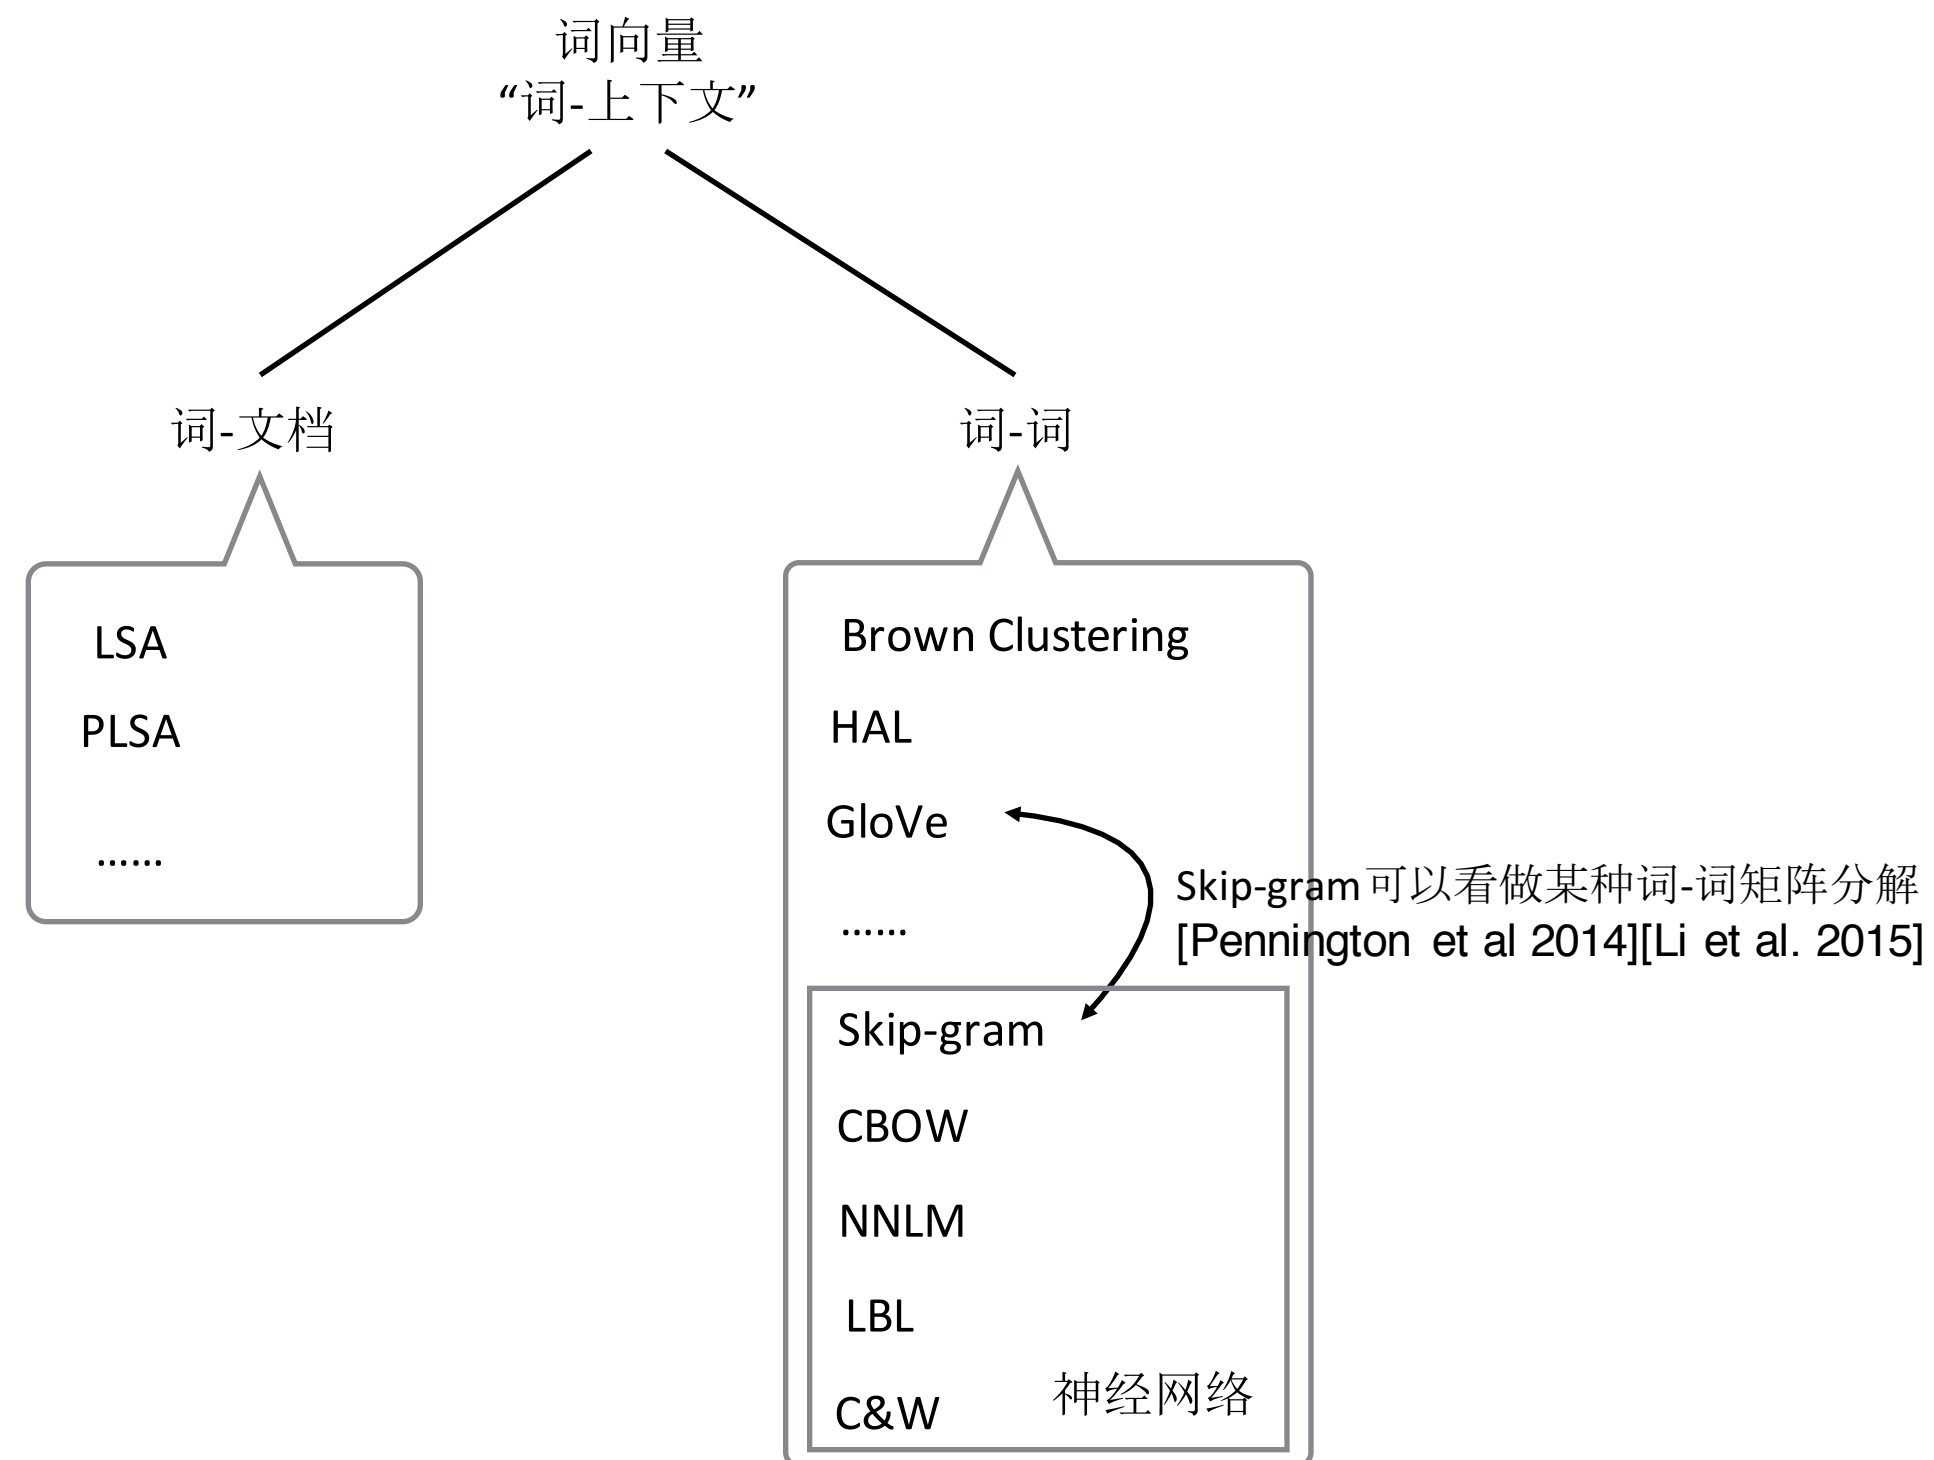 词向量
“词-上下文”
词-文档
词-词
LSA
PLSA
……
Brown Clustering
HAL
GloVe
……
Skip-gram可以看做某种词-词矩阵分解
[Pennington et al 2014][Li et al. 2015]
Skip-gram
CBOW
NNLM
LBL
C&W
神经网络